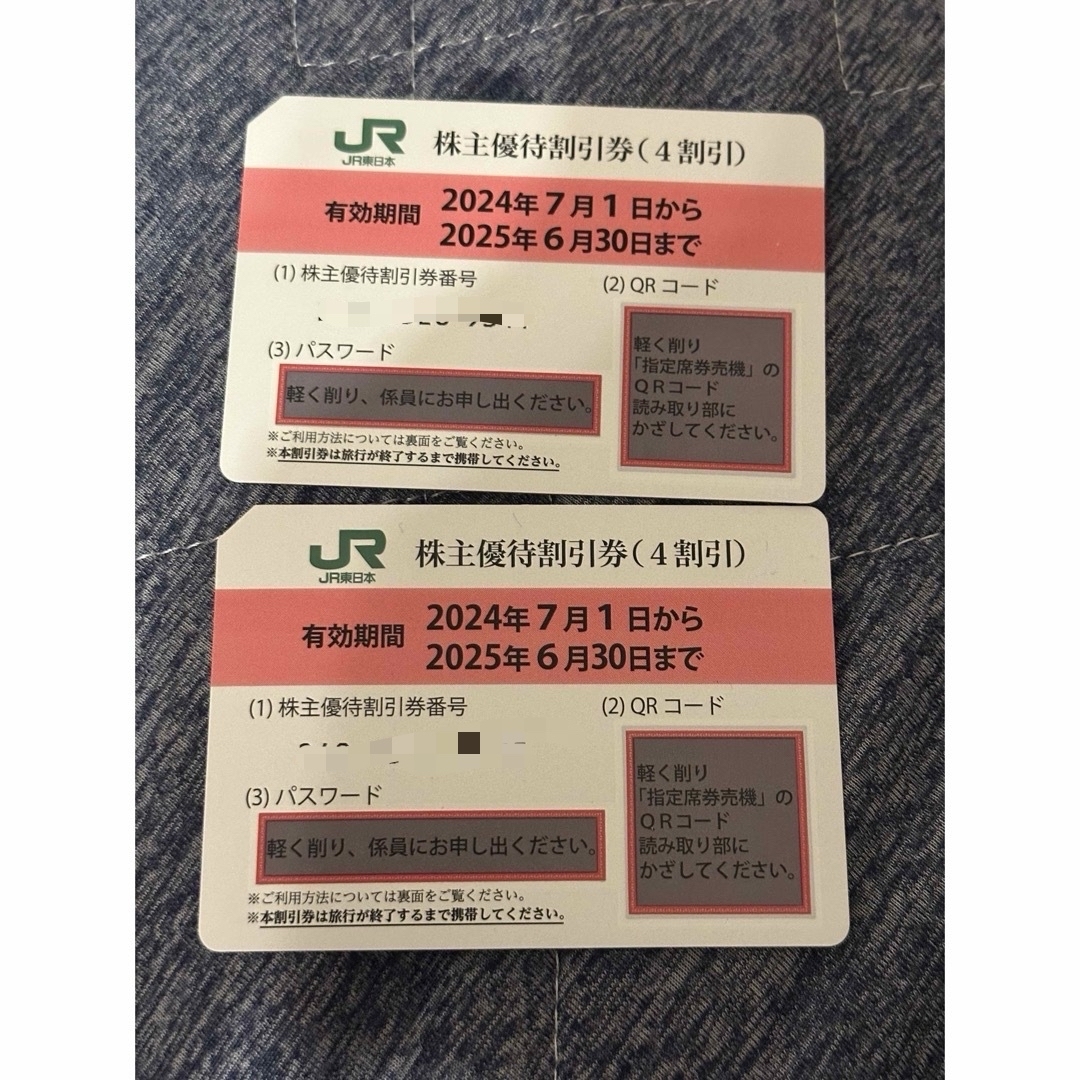 JR 株主優待割引券(4割引)
JR東日本
有効期間 2024年7月1日から
2025年6月30日まで
(1) 株主優待割引券番号
(2) QRコード
(3) パスワード
軽く削り、係員にお申し出ください。
軽く削り
「指定席券売機」の
QRコード
読み取り部に
かざしてください。
※ご利用方法については裏面をご覧ください。
※本割引券は旅行が終了するまで携帯してください。
JR 株主優待割引券(4割引)
JR東日本
有効期間 2024年7月1日から
2025年6月30日まで
(1) 株主優待割引券番号
(2) QRコード
(3) パスワード
軽く削り、係員にお申し出ください。
軽く削り
「指定席券売機」の
QRコード
読み取り部に
かざしてください。
※ご利用方法については裏面をご覧ください。
※本割引券は旅行が終了するまで携帯してください。